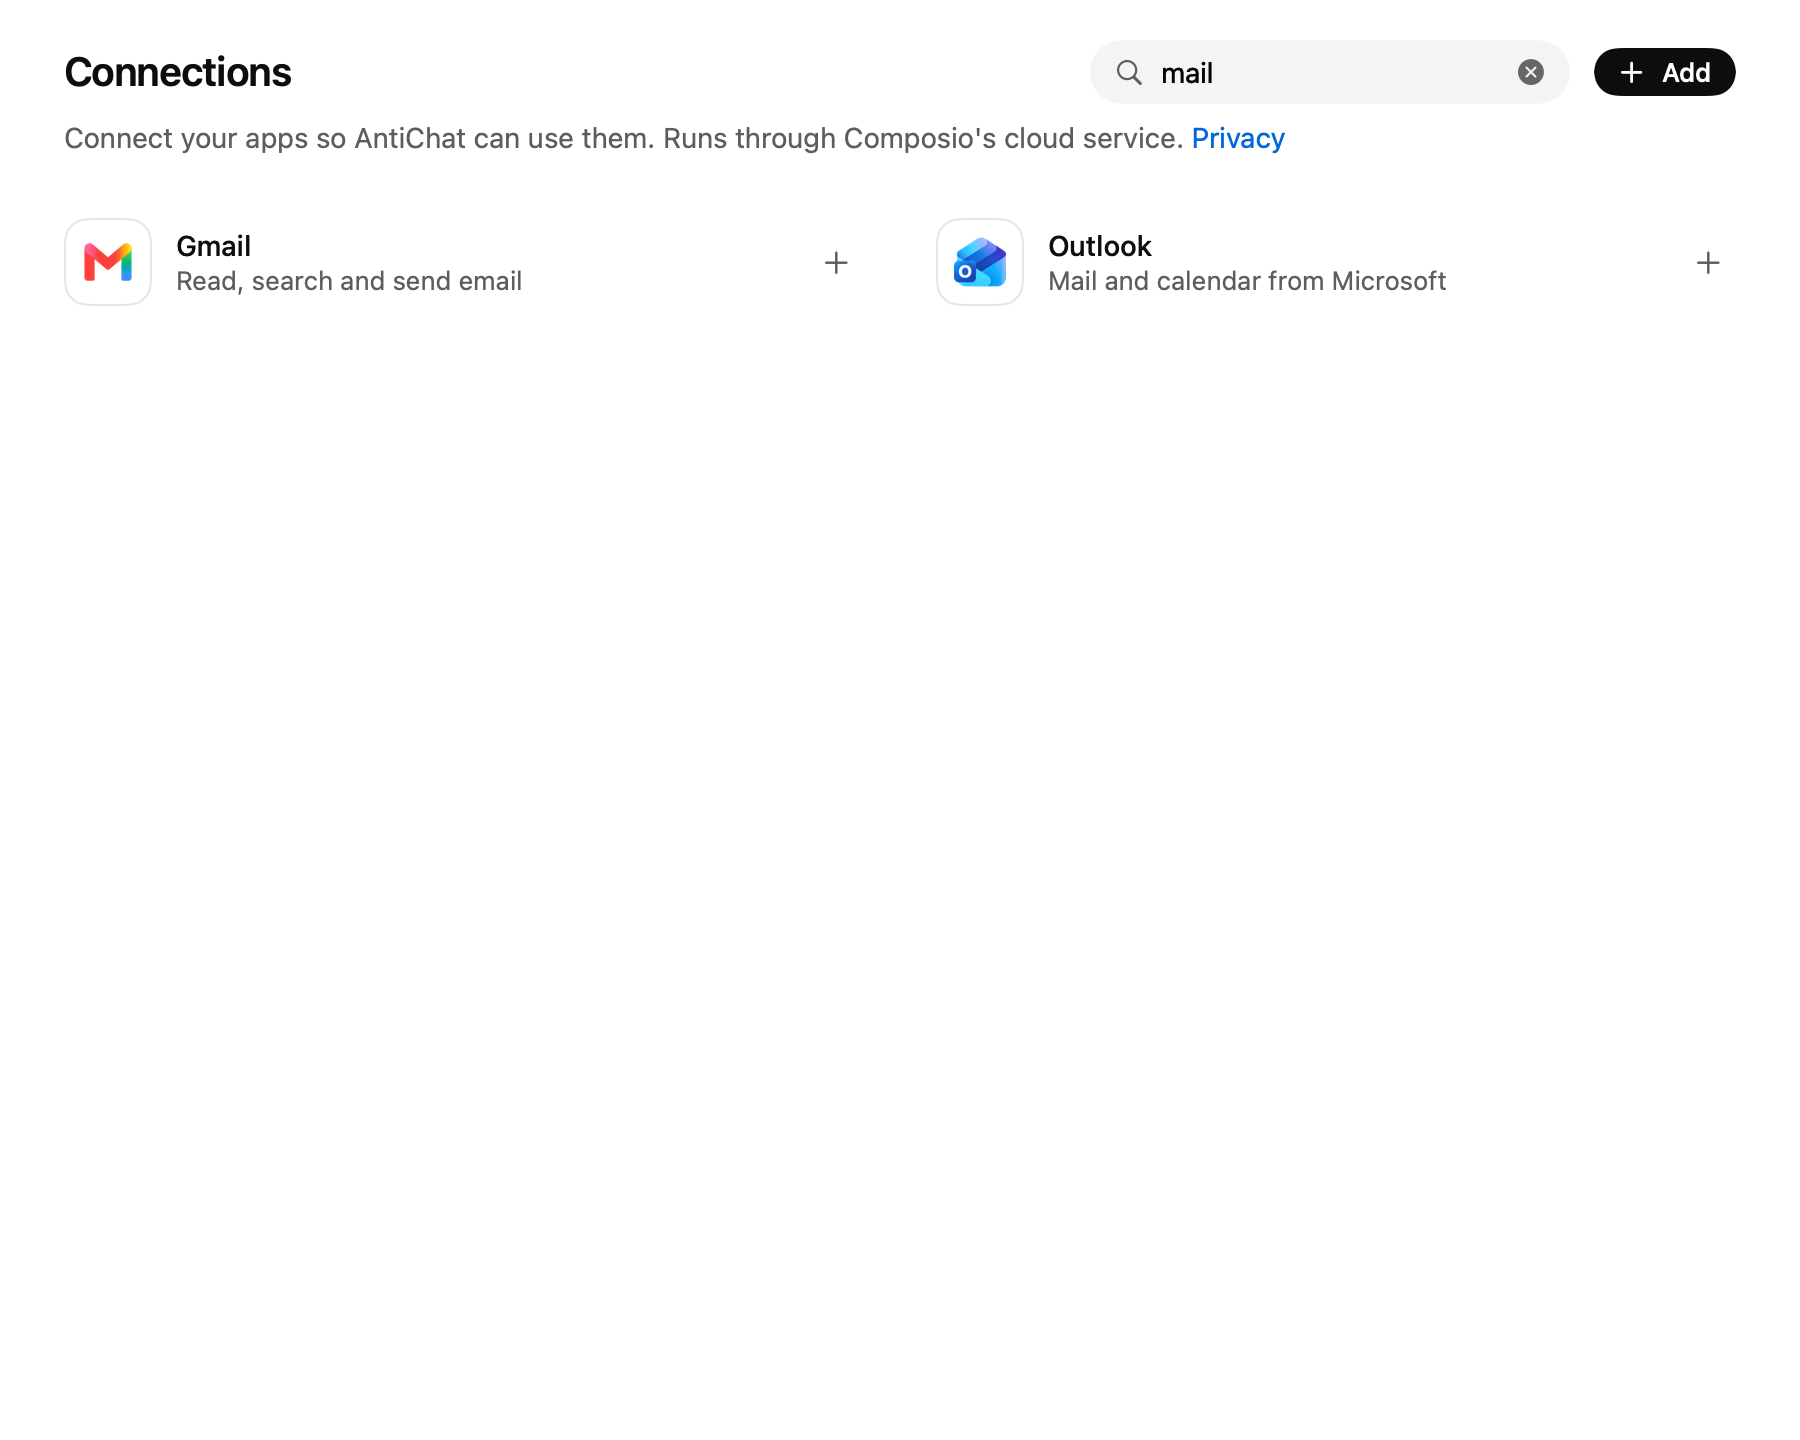 Connections
mail
Add
Connect your apps so AntiChat can use them. Runs through Composio's cloud service. Privacy
Gmail
Read, search and send email
Outlook
Mail and calendar from Microsoft